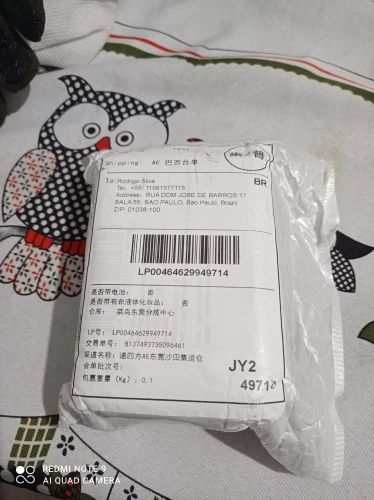 Shipping: AE 巴西合单
BR
To: Rodrigo Silva
Tel: +55/ 11981577115
Address: RUA DOM JOSE DE BARROS 17
SALA 55, SAO PAULO, Sao Paulo, Brazil
ZIP: 01038-100
LP00464629949714
是否带电池: 否
是否带有非液体化妆品: 否
仓库: 菜鸟东莞分拨中心
LP号: LP00464629949714
交易单号: 8137493735096461
渠道名称: 递四方AE东莞沙田集运仓
合单批次号:
包裹重量 (Kg): 0.1
JY2
49714
REDMI NOTE 9
AI QUAD CAMERA